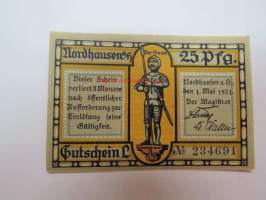 Nordhausen a/H
Der Roland
25 Pfg.
Dieser Schein
verliert 3 Monate
nach öffentlicher
Aufforderung zur
Einlösung seine
Gültigkeit.
Nordhausen a. H.
1. Mai 1921
Der Magistrat
Gutschein
№ 234691